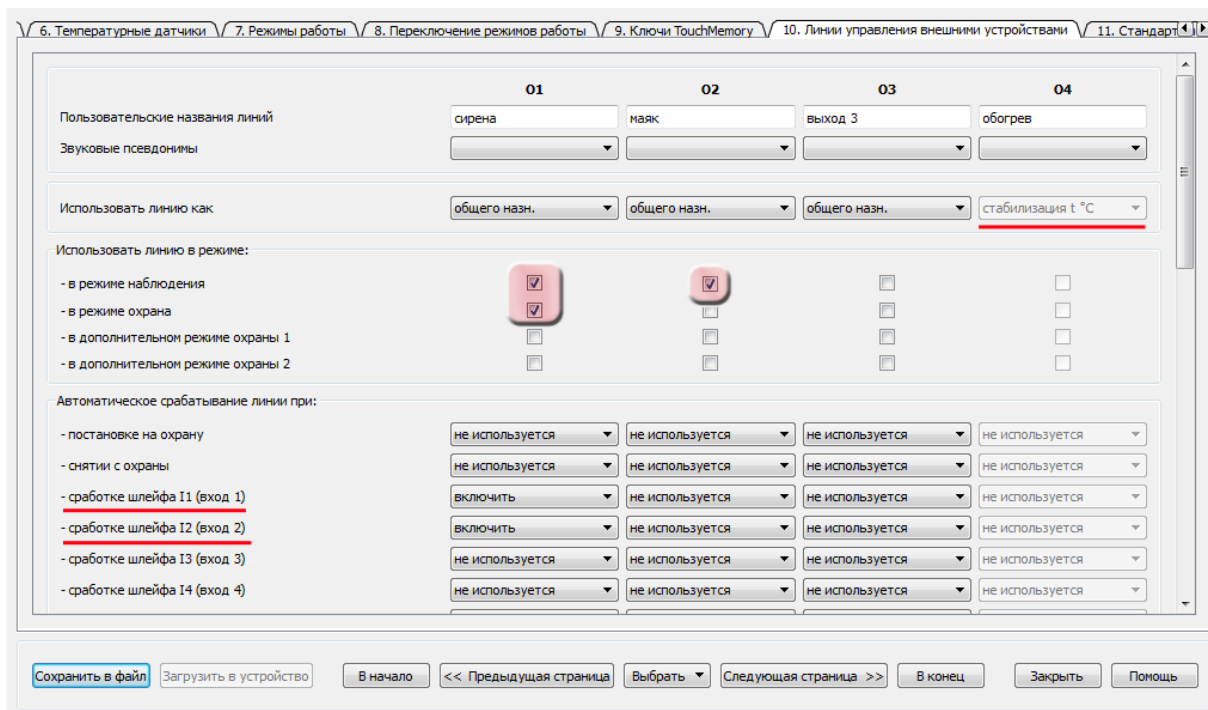 6. Температурные датчики 7. Режимы работы 8. Переключение режимов работы 9. Ключи TouchMemory 10. Линии управления внешними устройствами 11. Стандарт
O1 O2 O3 O4
Пользовательские названия линий сирена маяк выход 3 обогрев
Звуковые псевдонимы
Использовать линию как общего назн. общего назн. общего назн. стабилизация t °C
Использовать линию в режиме:
- в режиме наблюдения
- в режиме охрана
- в дополнительном режиме охраны 1
- в дополнительном режиме охраны 2
Автоматическое срабатывание линии при:
- постановке на охрану не используется не используется не используется не используется
- снятии с охраны не используется не используется не используется не используется
- сработке шлейфа I1 (вход 1) включить не используется не используется не используется
- сработке шлейфа I2 (вход 2) включить не используется не используется не используется
- сработке шлейфа I3 (вход 3) не используется не используется не используется не используется
- сработке шлейфа I4 (вход 4) не используется не используется не используется не используется
Сохранить в файл Загрузить в устройство В начало << Предыдущая страница Выбрать Следующая страница >> В конец Закрыть Помощь